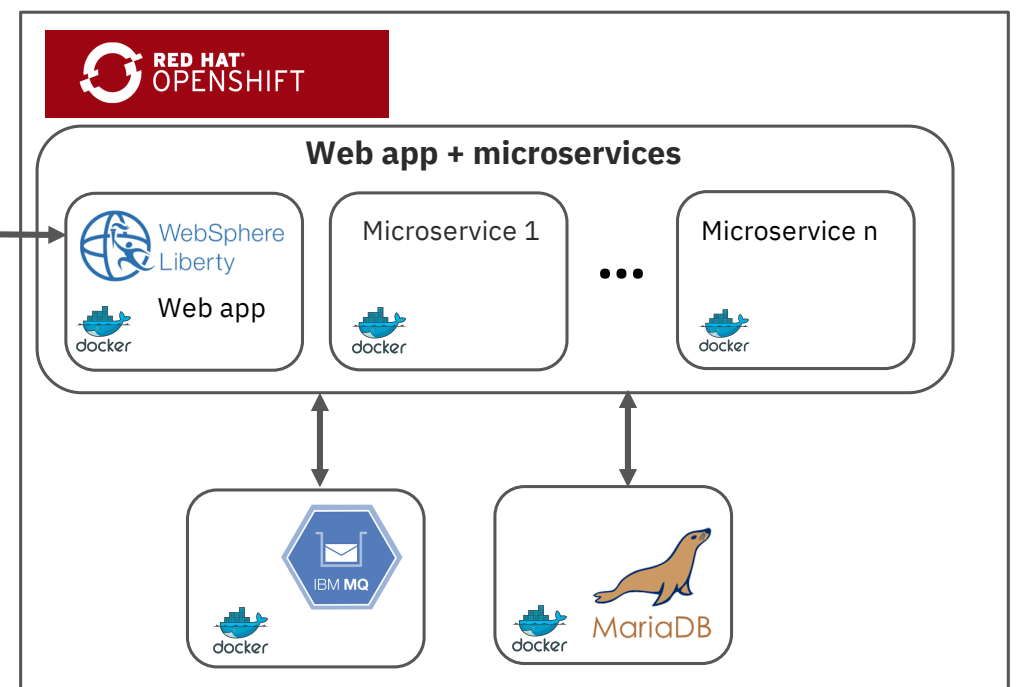 RED HAT®
OPENSHIFT
Web app + microservices
WebSphere
Liberty
Web app
docker
Microservice 1
docker
...
Microservice n
docker
IBM MQ
docker
MariaDB
docker